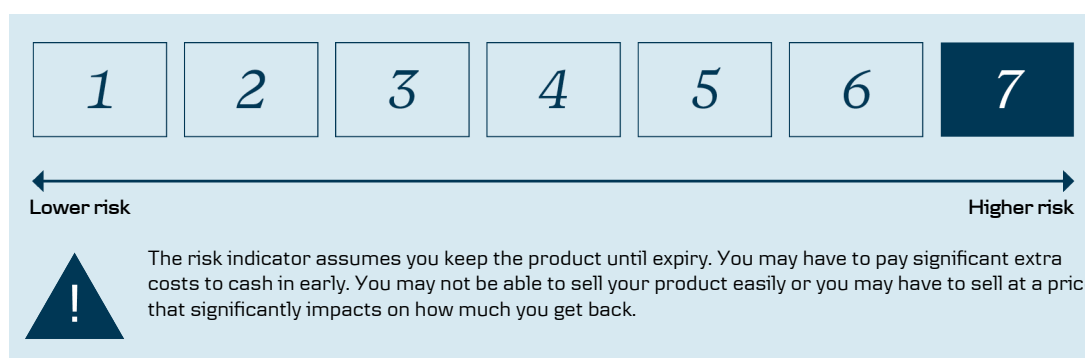 1 2 3 4 5 6 7
Lower risk Higher risk
The risk indicator assumes you keep the product until expiry. You may have to pay significant extra
! costs to cash in early. You may not be able to sell your product easily or you may have to sell at a pric
that significantly impacts on how much you get back.